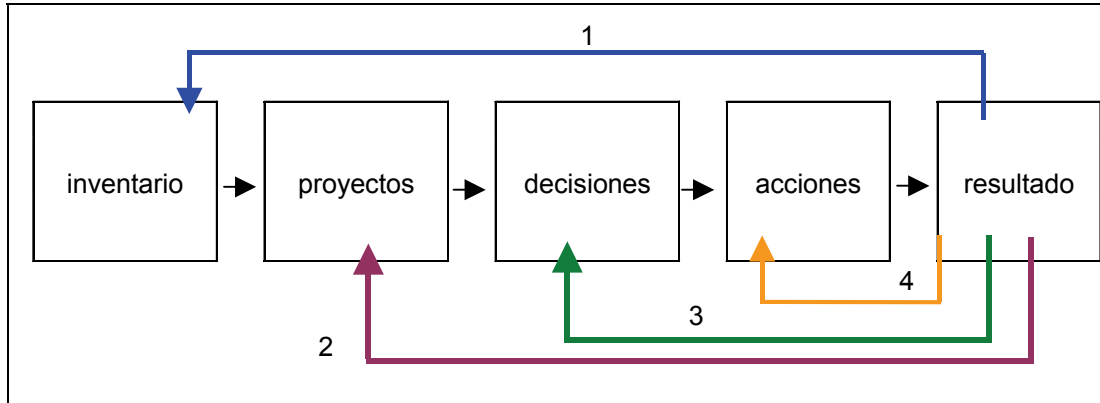 1
inventario
proyectos
decisiones
acciones
resultado
4
3
2